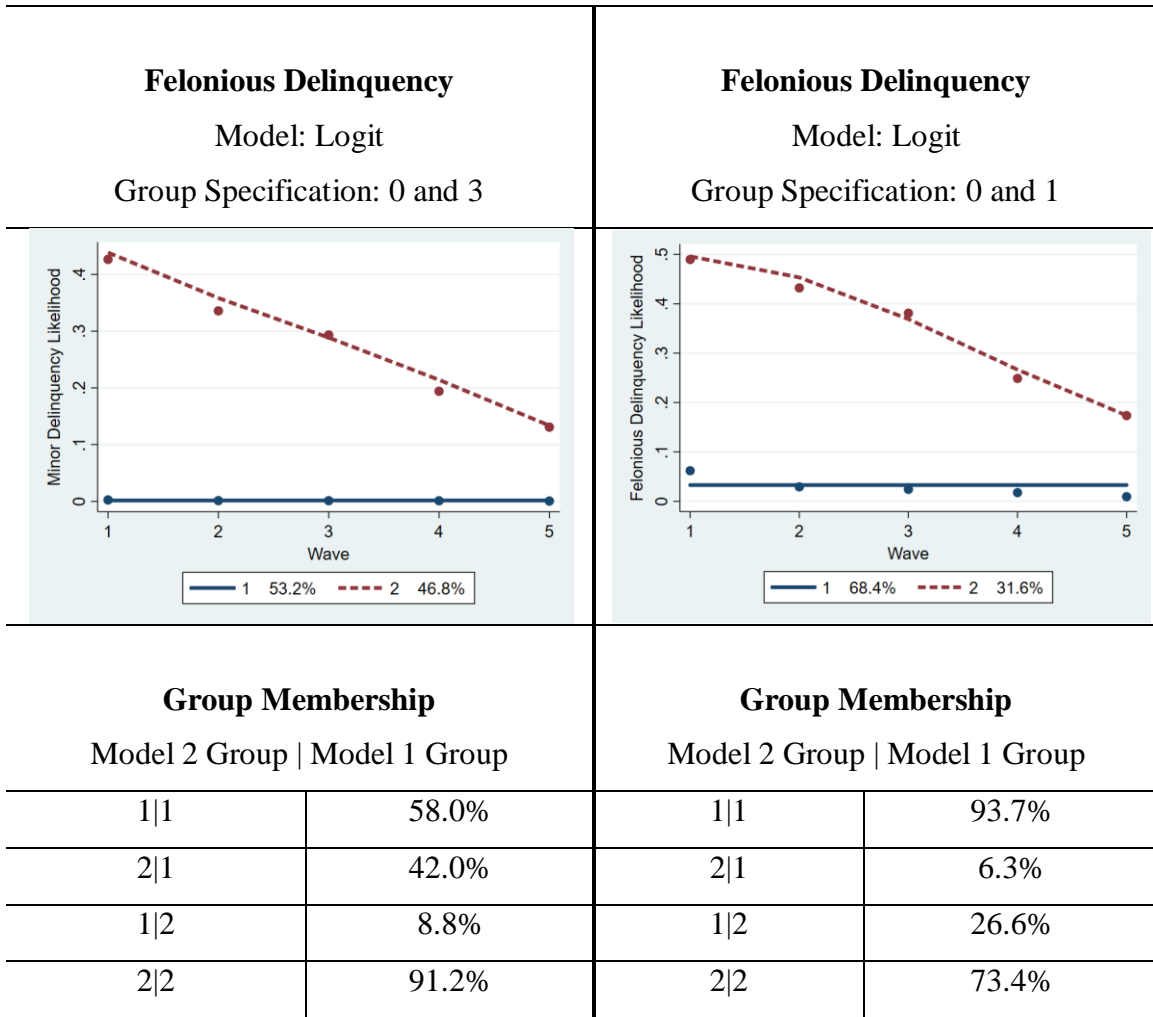 Felonious Delinquency
Model: Logit
Group Specification: 0 and 3
Felonious Delinquency
Model: Logit
Group Specification: 0 and 1
Minor Delinquency Likelihood
.4
.3
.2
.1
0
1 2 3 4 5
Wave
1 53.2% 2 46.8%
Felonious Delinquency Likelihood
.5
.4
.3
.2
.1
0
1 2 3 4 5
Wave
1 68.4% 2 31.6%
Group Membership
Model 2 Group | Model 1 Group
Group Membership
Model 2 Group | Model 1 Group
1|1 58.0% 1|1 93.7%
2|1 42.0% 2|1 6.3%
1|2 8.8% 1|2 26.6%
2|2 91.2% 2|2 73.4%